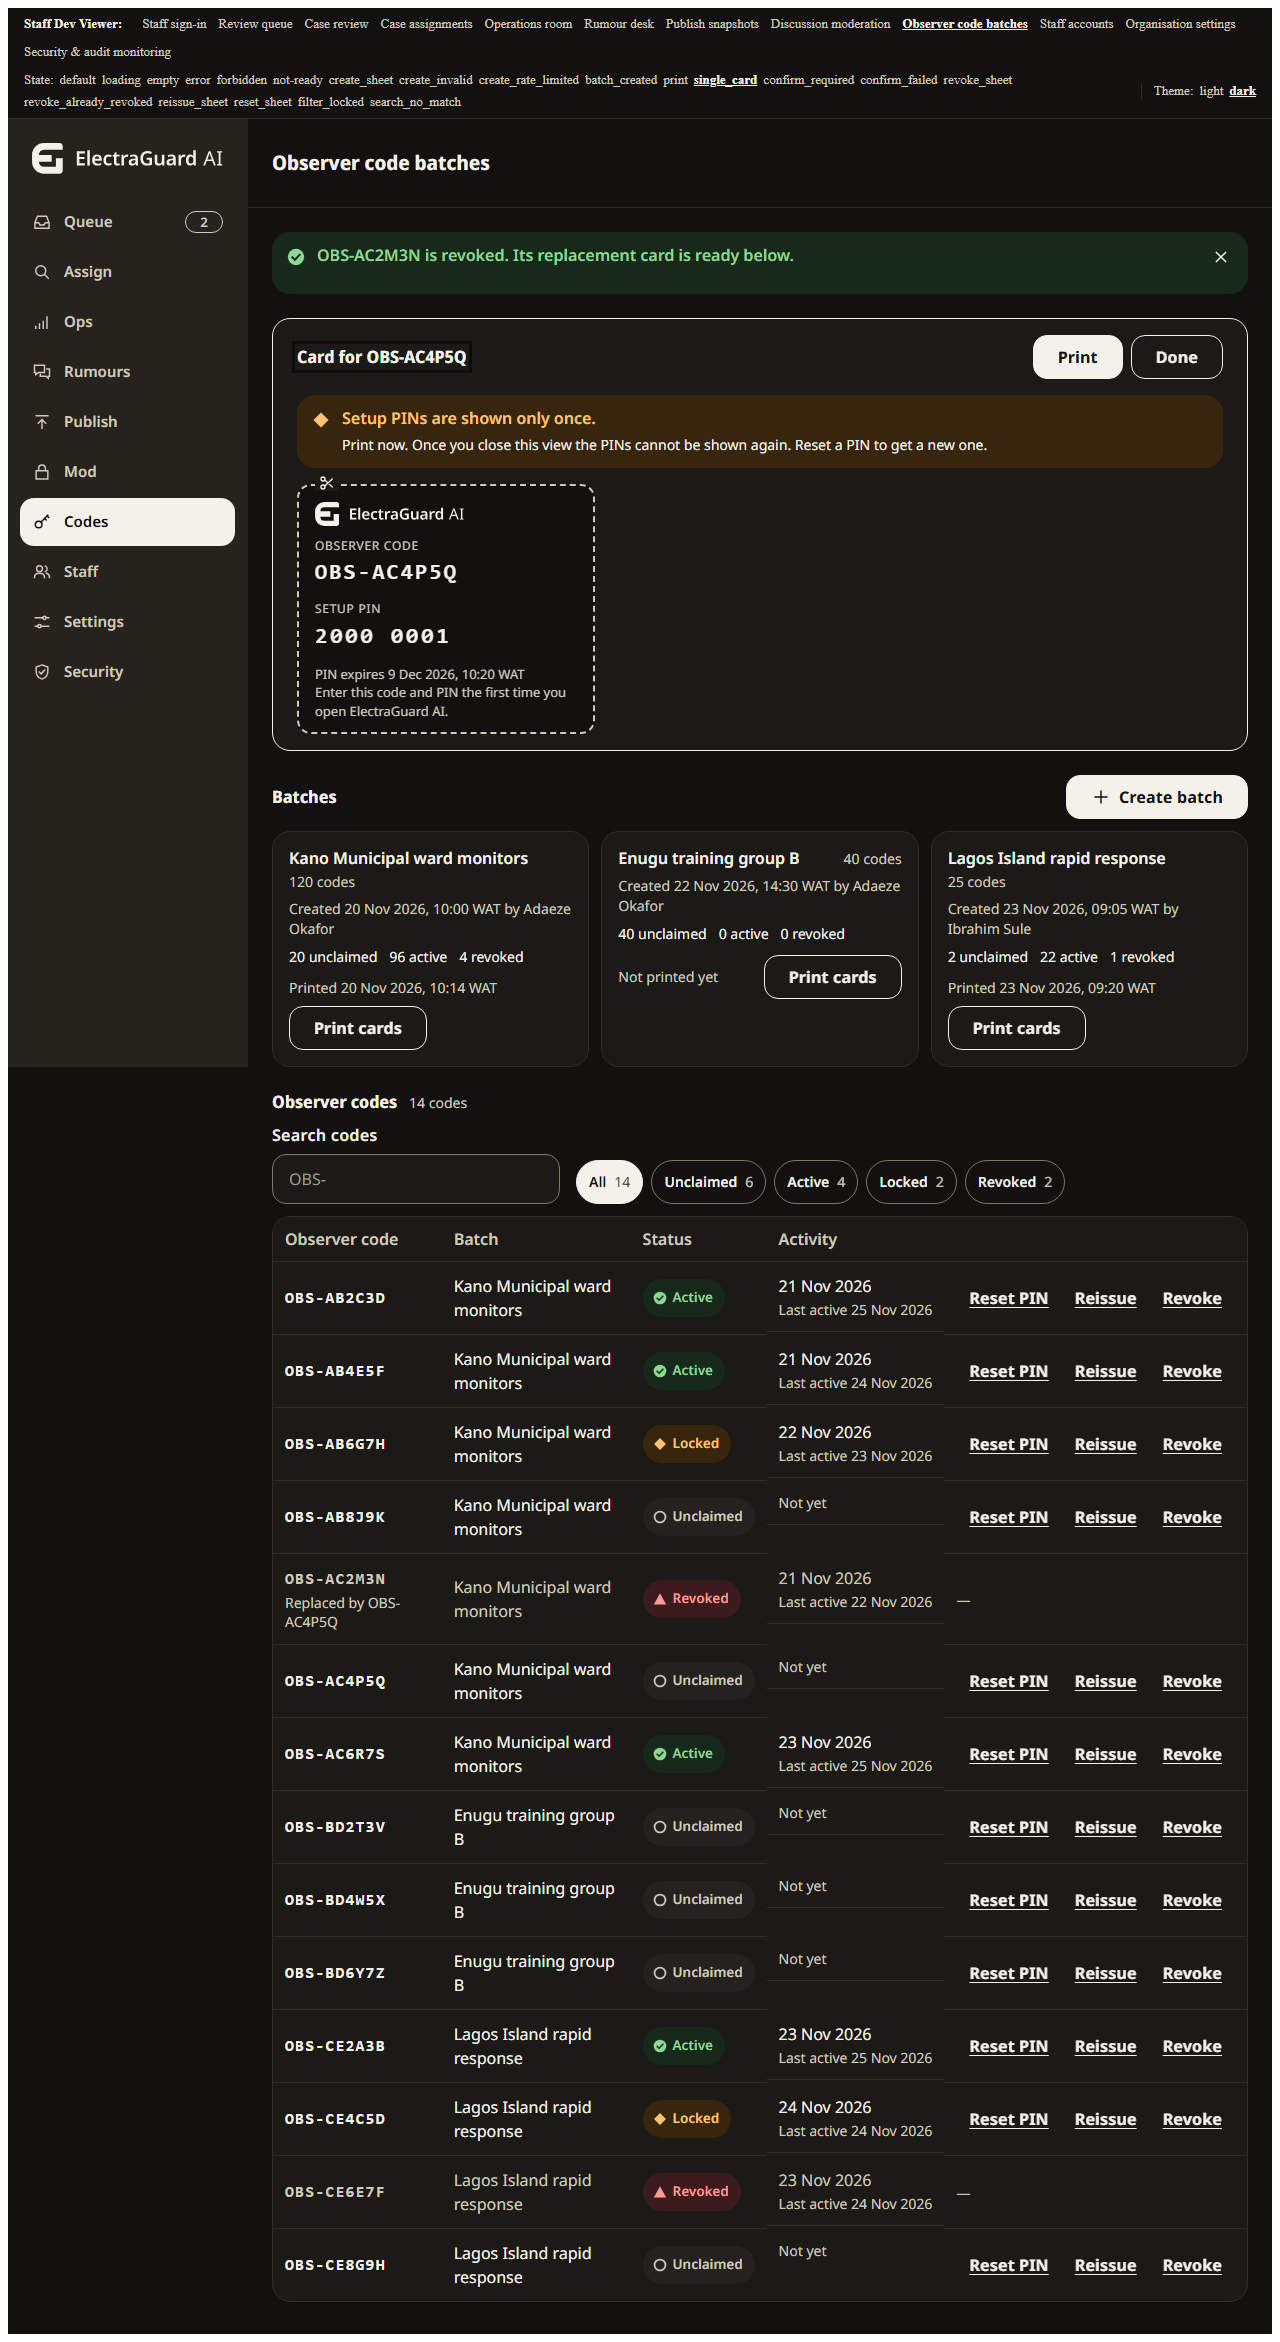 Staff Dev Viewer: Staff sign-in Review queue Case review Case assignments Operations room Rumour desk Publish snapshots Discussion moderation Observer code batches Staff accounts Organisation settings
Security & audit monitoring
State: default loading empty error forbidden not-ready create_sheet create_invalid create_rate_limited batch_created print single_card confirm_required confirm_failed revoke_sheet
revoke_already_revoked reissue_sheet reset_sheet filter_locked search_no_match
Theme: light dark
ElectraGuard AI
Queue 2
Assign
Ops
Rumours
Publish
Mod
Codes
Staff
Settings
Security
Observer code batches
OBS-AC2M3N is revoked. Its replacement card is ready below.
Card for OBS-AC4P5Q
Print Done
Setup PINs are shown only once.
Print now. Once you close this view the PINs cannot be shown again. Reset a PIN to get a new one.
ElectraGuard AI
OBSERVER CODE
OBS-AC4P5Q
SETUP PIN
2000 0001
PIN expires 9 Dec 2026, 10:20 WAT
Enter this code and PIN the first time you
open ElectraGuard AI.
Batches
Create batch
Kano Municipal ward monitors
120 codes
Created 20 Nov 2026, 10:00 WAT by Adaeze
Okafor
20 unclaimed 96 active 4 revoked
Printed 20 Nov 2026, 10:14 WAT
Print cards
Enugu training group B 40 codes
Created 22 Nov 2026, 14:30 WAT by Adaeze
Okafor
40 unclaimed 0 active 0 revoked
Not printed yet Print cards
Lagos Island rapid response
25 codes
Created 23 Nov 2026, 09:05 WAT by
Ibrahim Sule
2 unclaimed 22 active 1 revoked
Printed 23 Nov 2026, 09:20 WAT
Print cards
Observer codes 14 codes
Search codes
OBS-
All 14 Unclaimed 6 Active 4 Locked 2 Revoked 2
Observer code Batch Status Activity
OBS-AB2C3D Kano Municipal ward monitors Active 21 Nov 2026 Last active 25 Nov 2026 Reset PIN Reissue Revoke
OBS-AB4E5F Kano Municipal ward monitors Active 21 Nov 2026 Last active 24 Nov 2026 Reset PIN Reissue Revoke
OBS-AB6G7H Kano Municipal ward monitors Locked 22 Nov 2026 Last active 23 Nov 2026 Reset PIN Reissue Revoke
OBS-AB8J9K Kano Municipal ward monitors Unclaimed Not yet Reset PIN Reissue Revoke
OBS-AC2M3N Replaced by OBS-AC4P5Q Kano Municipal ward monitors Revoked 21 Nov 2026 Last active 22 Nov 2026 —
OBS-AC4P5Q Kano Municipal ward monitors Unclaimed Not yet Reset PIN Reissue Revoke
OBS-AC6R7S Kano Municipal ward monitors Active 23 Nov 2026 Last active 25 Nov 2026 Reset PIN Reissue Revoke
OBS-BD2T3V Enugu training group B Unclaimed Not yet Reset PIN Reissue Revoke
OBS-BD4W5X Enugu training group B Unclaimed Not yet Reset PIN Reissue Revoke
OBS-BD6Y7Z Enugu training group B Unclaimed Not yet Reset PIN Reissue Revoke
OBS-CE2A3B Lagos Island rapid response Active 23 Nov 2026 Last active 25 Nov 2026 Reset PIN Reissue Revoke
OBS-CE4C5D Lagos Island rapid response Locked 24 Nov 2026 Last active 24 Nov 2026 Reset PIN Reissue Revoke
OBS-CE6E7F Lagos Island rapid response Revoked 23 Nov 2026 Last active 24 Nov 2026 —
OBS-CE8G9H Lagos Island rapid response Unclaimed Not yet Reset PIN Reissue Revoke